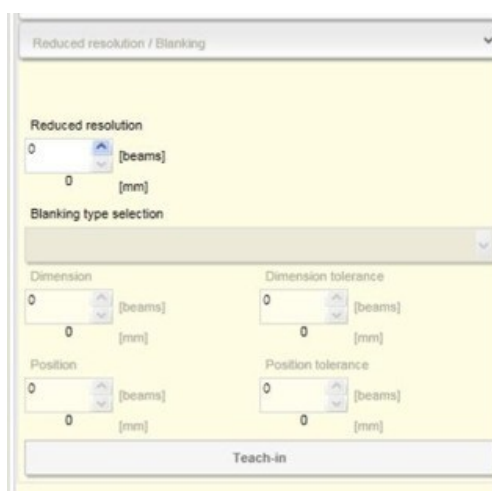 Reduced resolution / Blanking
Reduced resolution
0 [beams]
0 [mm]
Blanking type selection
Dimension Dimension tolerance
0 [beams] 0 [beams]
0 [mm] 0 [mm]
Position Position tolerance
0 [beams] 0 [beams]
0 [mm] 0 [mm]
Teach-in